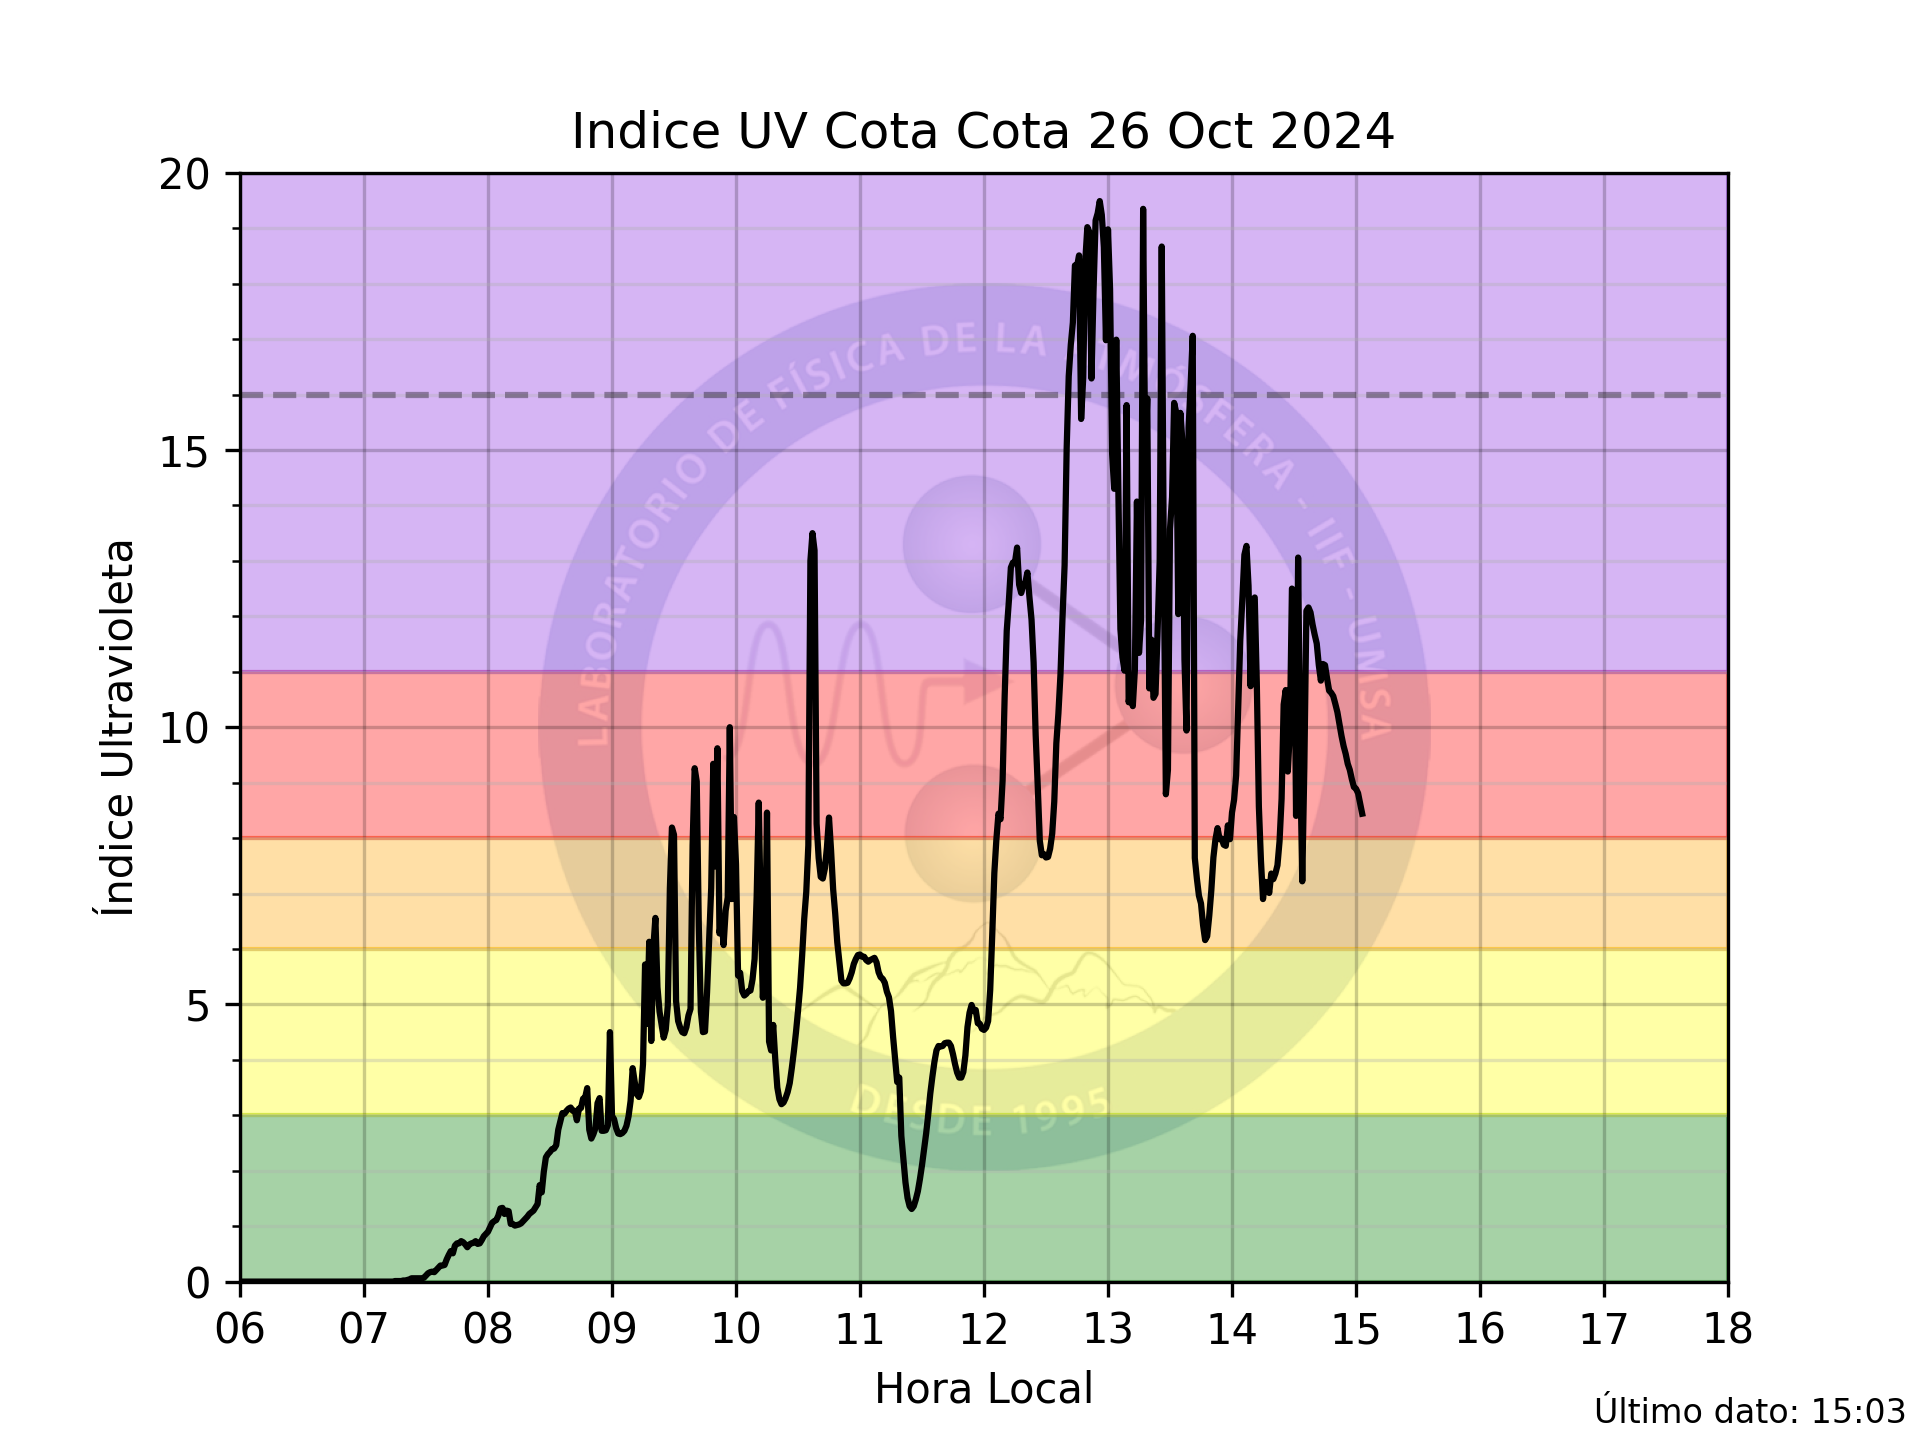 Indice UV Cota Cota 26 Oct 2024
20
15
10
5
0
Índice Ultravioleta
LABORATORIO DE FÍSICA DE LA ATMÓSFERA - IIF - UMSA
DESDE 1995
06 07 08 09 10 11 12 13 14 15 16 17 18
Hora Local
Último dato: 15:03